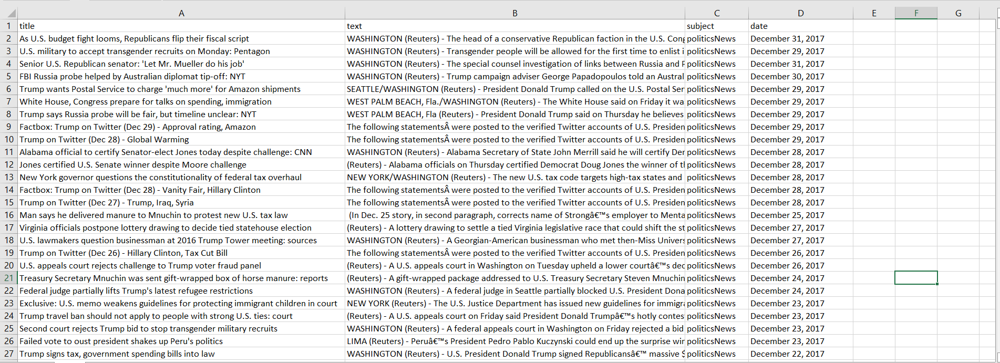 A B C D E F G
1 title text subject date
2 As U.S. budget fight looms, Republicans flip their fiscal script WASHINGTON (Reuters) - The head of a conservative Republican faction in the U.S. Cong politicsNews December 31, 2017
3 U.S. military to accept transgender recruits on Monday: Pentagon WASHINGTON (Reuters) - Transgender people will be allowed for the first time to enlist i politicsNews December 29, 2017
4 Senior U.S. Republican senator: 'Let Mr. Mueller do his job' WASHINGTON (Reuters) - The special counsel investigation of links between Russia and politicsNews December 31, 2017
5 FBI Russia probe helped by Australian diplomat tip-off: NYT WASHINGTON (Reuters) - Trump campaign adviser George Papadopoulos told an Austral politicsNews December 30, 2017
6 Trump wants Postal Service to charge 'much more' for Amazon shipments SEATTLE/WASHINGTON (Reuters) - President Donald Trump called on the U.S. Postal Ser politicsNews December 29, 2017
7 White House, Congress prepare for talks on spending, immigration WEST PALM BEACH, Fla./WASHINGTON (Reuters) - The White House said on Friday it wa politicsNews December 29, 2017
8 Trump says Russia probe will be fair, but timeline unclear: NYT WEST PALM BEACH, Fla (Reuters) - President Donald Trump said on Thursday he believes politicsNews December 29, 2017
9 Factbox: Trump on Twitter (Dec 29) - Approval rating, Amazon The following statementsÂ were posted to the verified Twitter accounts of U.S. Presiden politicsNews December 29, 2017
10 Trump on Twitter (Dec 28) - Global Warming The following statementsÂ were posted to the verified Twitter accounts of U.S. Presiden politicsNews December 29, 2017
11 Alabama official to certify Senator-elect Jones today despite challenge: CNN WASHINGTON (Reuters) - Alabama Secretary of State John Merrill said he will certify Der politicsNews December 28, 2017
12 Jones certified U.S. Senate winner despite Moore challenge (Reuters) - Alabama officials on Thursday certified Democrat Doug Jones the winner of politicsNews December 28, 2017
13 New York governor questions the constitutionality of federal tax overhaul NEW YORK/WASHINGTON (Reuters) - The new U.S. tax code targets high-tax states and politicsNews December 28, 2017
14 Factbox: Trump on Twitter (Dec 28) - Vanity Fair, Hillary Clinton The following statementsÂ were posted to the verified Twitter accounts of U.S. Presiden politicsNews December 28, 2017
15 Trump on Twitter (Dec 27) - Trump, Iraq, Syria The following statementsÂ were posted to the verified Twitter accounts of U.S. Presiden politicsNews December 28, 2017
16 Man says he delivered manure to Mnuchin to protest new U.S. tax law (In Dec. 25 story, in second paragraph, corrects name of Strongâ€™s employer to Menta politicsNews December 25, 2017
17 Virginia officials postpone lottery drawing to decide tied statehouse election (Reuters) - A lottery drawing to settle a tied Virginia legislative race that could shift the st politicsNews December 27, 2017
18 U.S. lawmakers question businessman at 2016 Trump Tower meeting: sources WASHINGTON (Reuters) - A Georgian-American businessman who met then-Miss Univers politicsNews December 27, 2017
19 Trump on Twitter (Dec 26) - Hillary Clinton, Tax Cut Bill The following statementsÂ were posted to the verified Twitter accounts of U.S. Presiden politicsNews December 26, 2017
20 U.S. appeals court rejects challenge to Trump voter fraud panel (Reuters) - A U.S. appeals court in Washington on Tuesday upheld a lower courtâ€™s dec politicsNews December 26, 2017
21 Treasury Secretary Mnuchin was sent gift-wrapped box of horse manure: reports (Reuters) - A gift-wrapped package addressed to U.S. Treasury Secretary Steven Mnuchin politicsNews December 24, 2017
22 Federal judge partially lifts Trump's latest refugee restrictions WASHINGTON (Reuters) - A federal judge in Seattle partially blocked U.S. President Dona politicsNews December 24, 2017
23 Exclusive: U.S. memo weakens guidelines for protecting immigrant children in court NEW YORK (Reuters) - The U.S. Justice Department has issued new guidelines for immigra politicsNews December 23, 2017
24 Trump travel ban should not apply to people with strong U.S. ties: court (Reuters) - A U.S. appeals court on Friday said President Donald Trumpâ€™s hotly contes politicsNews December 23, 2017
25 Second court rejects Trump bid to stop transgender military recruits WASHINGTON (Reuters) - A federal appeals court in Washington on Friday rejected a bid politicsNews December 23, 2017
26 Failed vote to oust president shakes up Peru's politics LIMA (Reuters) - Peruâ€™s President Pedro Pablo Kuczynski could end up the surprise wir politicsNews December 23, 2017
27 Trump signs tax, government spending bills into law WASHINGTON (Reuters) - U.S. President Donald Trump signed Republicansâ€™ massive $ politicsNews December 22, 2017